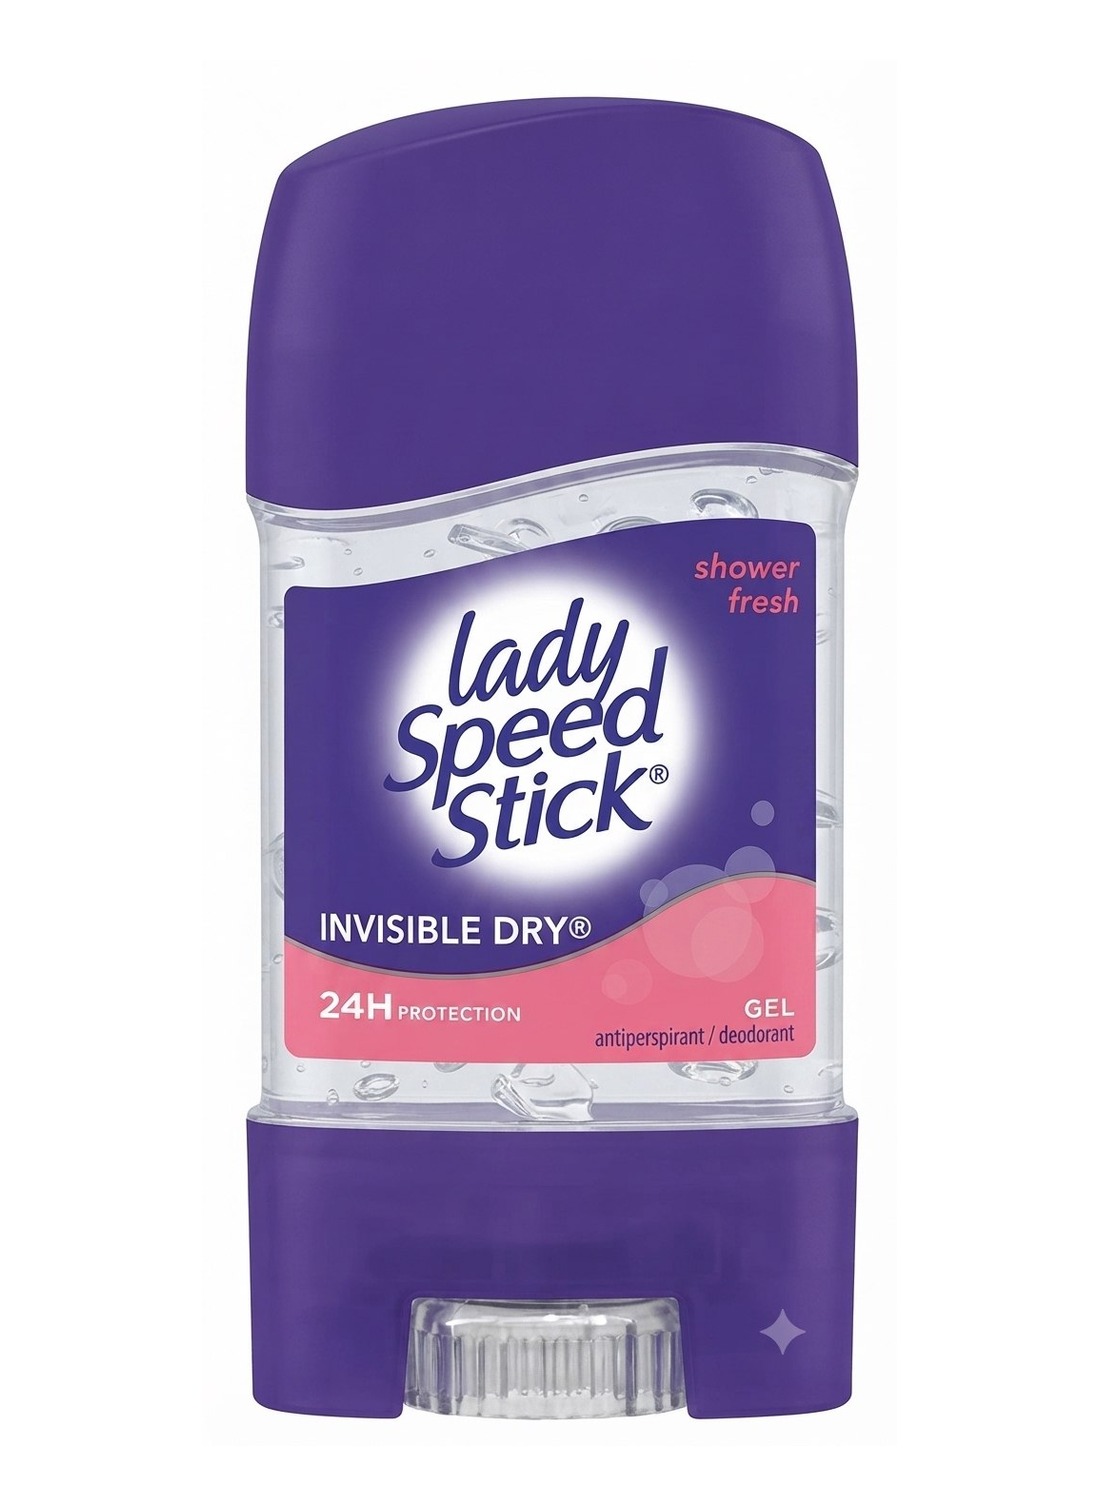 shower
fresh
lady
Speed
Stick®
INVISIBLE DRY®
24H PROTECTION
GEL
antiperspirant / deodorant